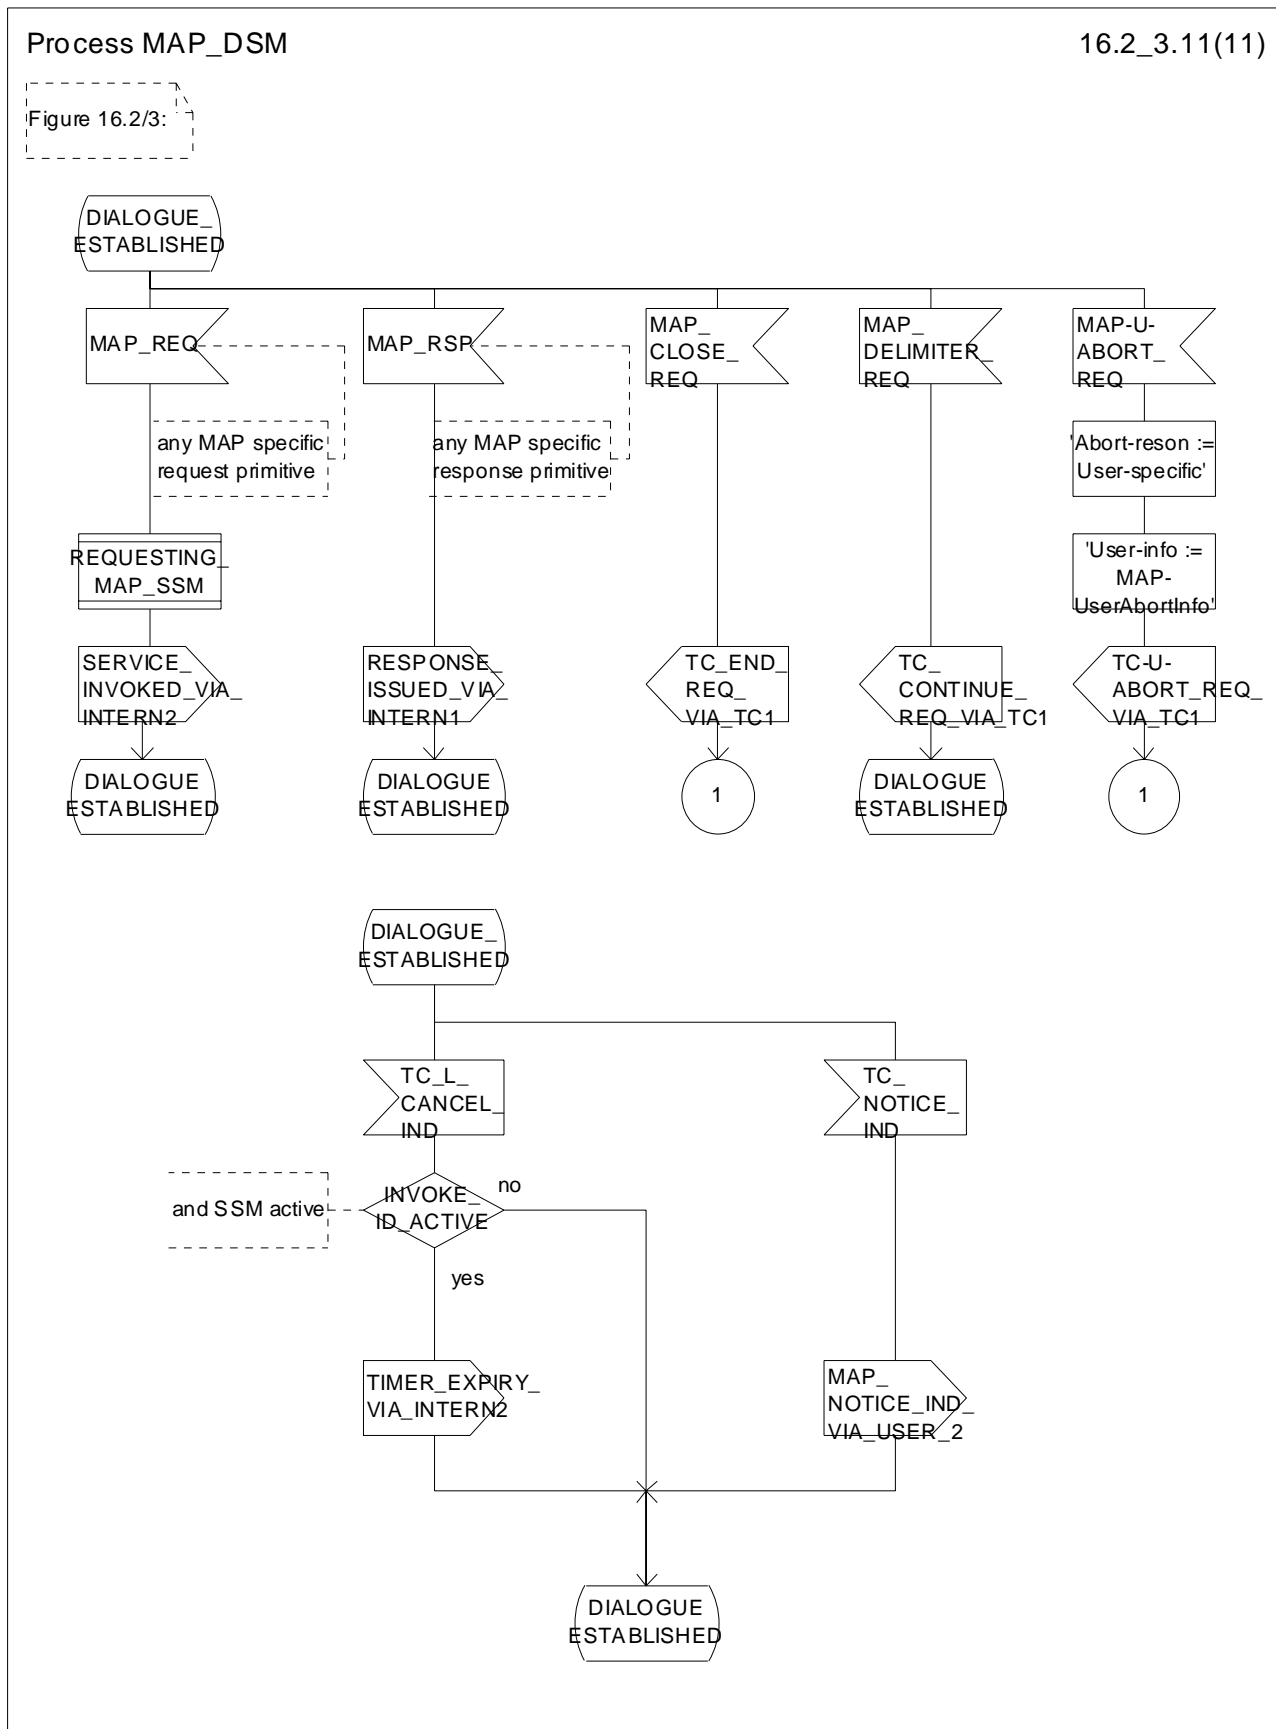 Process MAP_DSM
16.2_3.11(11)
Figure 16.2/3:
DIALOGUE_
ESTABLISHED
MAP_REQ
MAP_RSP
MAP_
CLOSE_
REQ
MAP_
DELIMITER_
REQ
MAP-U-
ABORT_
REQ
any MAP specific
request primitive
any MAP specific
response primitive
'Abort-reson :=
User-specific'
REQUESTING_
MAP_SSM
'User-info :=
MAP-
UserAbortInfo'
SERVICE_
INVOKED_VIA_
INTERN2
RESPONSE_
ISSUED_VIA_
INTERN1
TC_END_
REQ_
VIA_TC1
TC_
CONTINUE_
REQ_VIA_TC1
TC-U-
ABORT_REQ_
VIA_TC1
DIALOGUE
ESTABLISHED
DIALOGUE
ESTABLISHED
1
DIALOGUE
ESTABLISHED
1
DIALOGUE_
ESTABLISHED
TC_L_
CANCEL_
IND
TC_
NOTICE_
IND
and SSM active
INVOKE_
ID_ACTIVE
no
yes
TIMER_EXPIRY_
VIA_INTERN2
MAP_
NOTICE_IND_
VIA_USER_2
DIALOGUE
ESTABLISHED